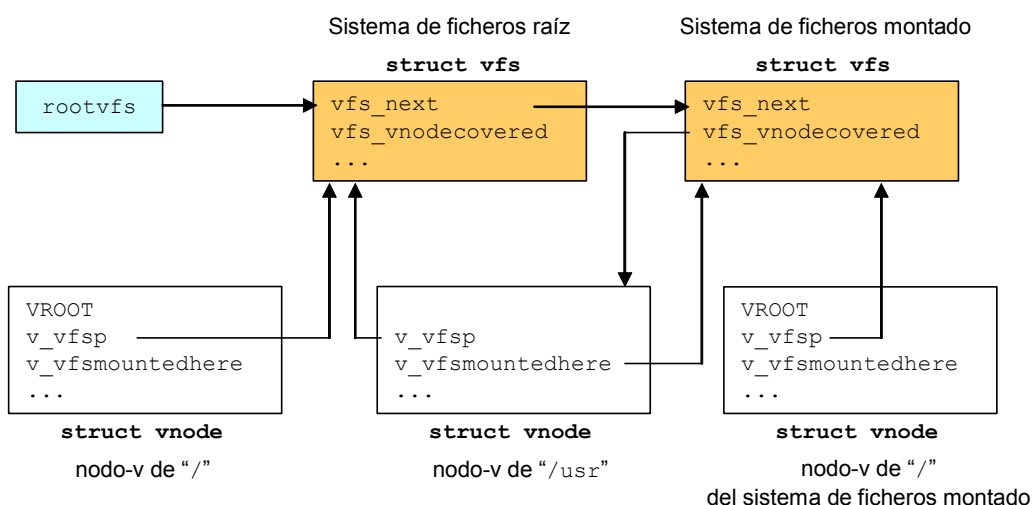 Sistema de ficheros raíz
Sistema de ficheros montado
struct vfs
struct vfs
rootvfs
vfs_next
vfs_vnodecovered
...
vfs_next
vfs_vnodecovered
...
VROOT
v_vfsp
v_vfsmountedhere
...
v_vfsp
v_vfsmountedhere
...
VROOT
v_vfsp
v_vfsmountedhere
...
struct vnode
nodo-v de “/”
struct vnode
nodo-v de “/usr”
struct vnode
nodo-v de “/”
del sistema de ficheros montado